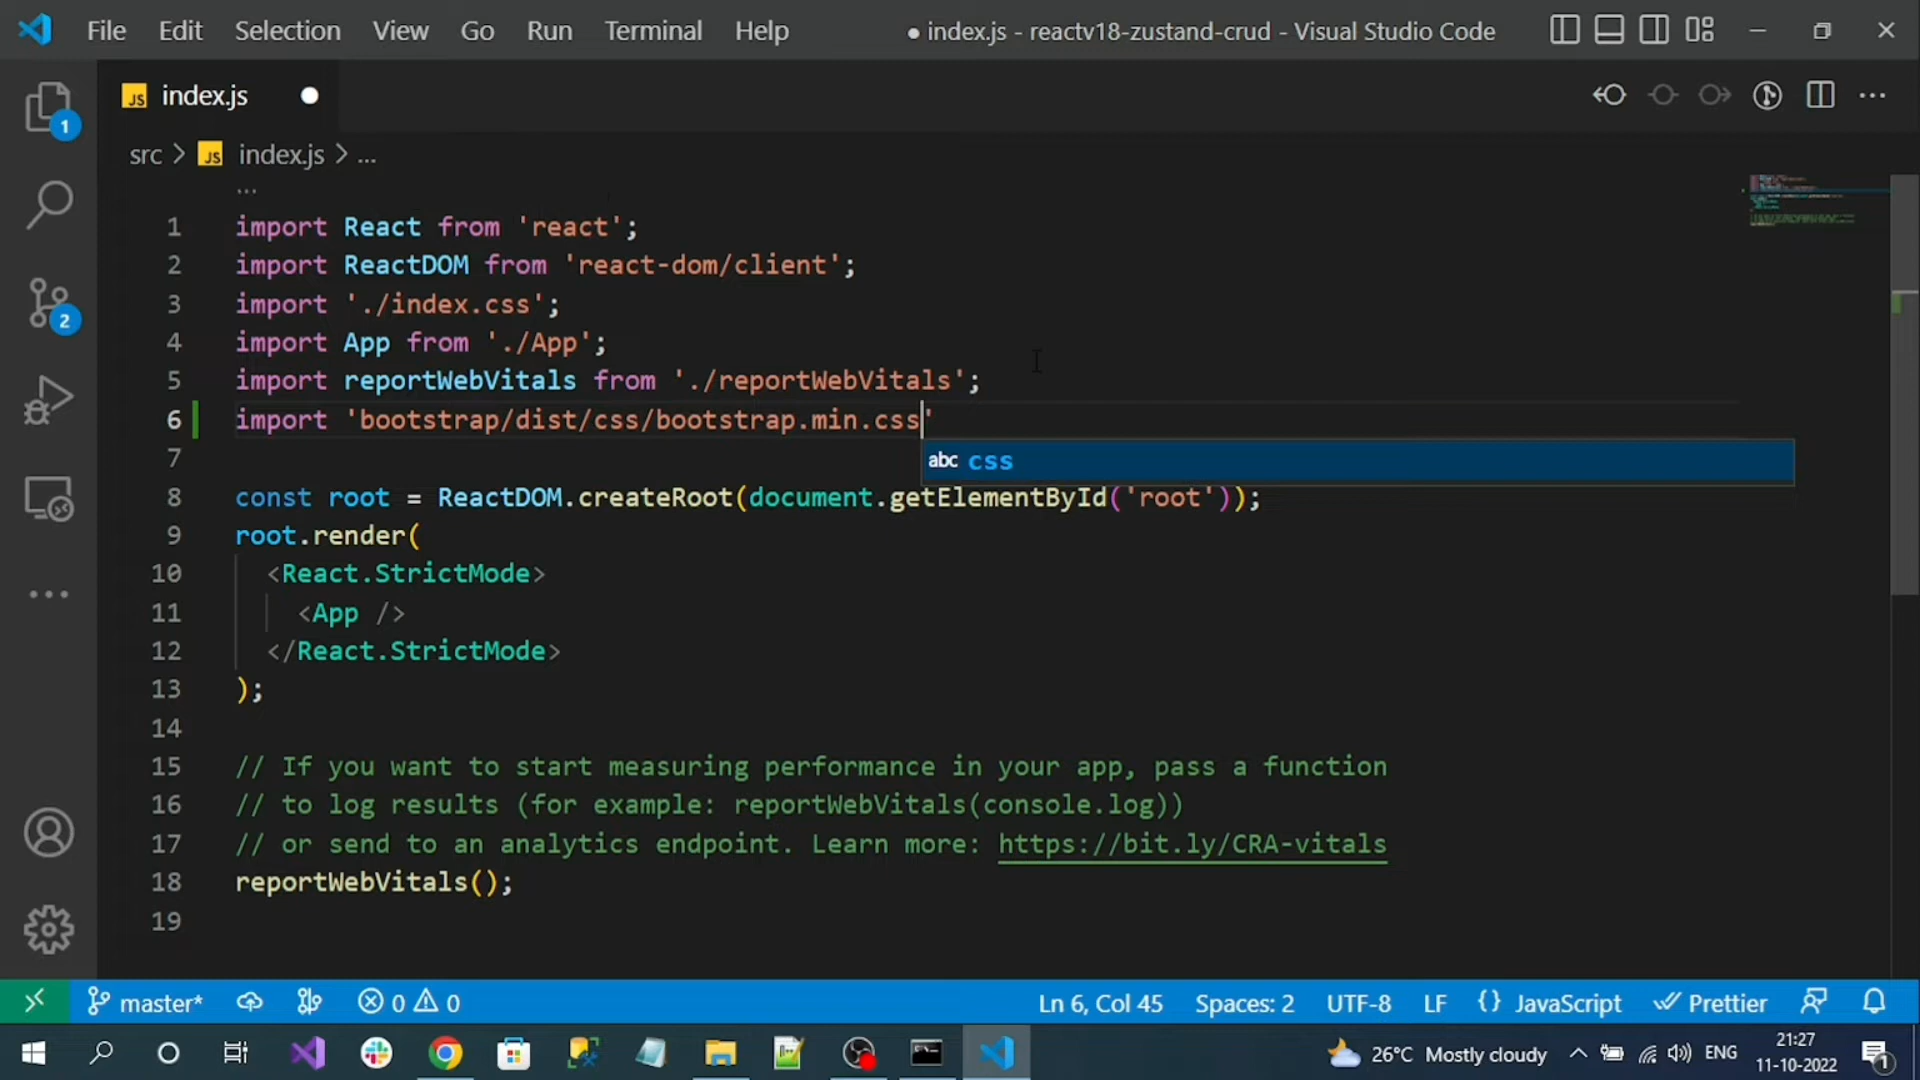 File Edit Selection View Go Run Terminal Help ● index.js - reactv18-zustand-crud - Visual Studio Code
JS index.js ●
src > JS index.js > ...
...
1 import React from 'react';
2 import ReactDOM from 'react-dom/client';
3 import './index.css';
4 import App from './App';
5 import reportWebVitals from './reportWebVitals';
6 import 'bootstrap/dist/css/bootstrap.min.css'
7
abc css
8 const root = ReactDOM.createRoot(document.getElementById('root'));
9 root.render(
10 <React.StrictMode>
11 <App />
12 </React.StrictMode>
13 );
14
15 // If you want to start measuring performance in your app, pass a function
16 // to log results (for example: reportWebVitals(console.log))
17 // or send to an analytics endpoint. Learn more: https://bit.ly/CRA-vitals
18 reportWebVitals();
19
1
2
master* 0 0 Ln 6, Col 45 Spaces: 2 UTF-8 LF {} JavaScript Prettier
26°C Mostly cloudy ENG 21:27
11-10-2022
1